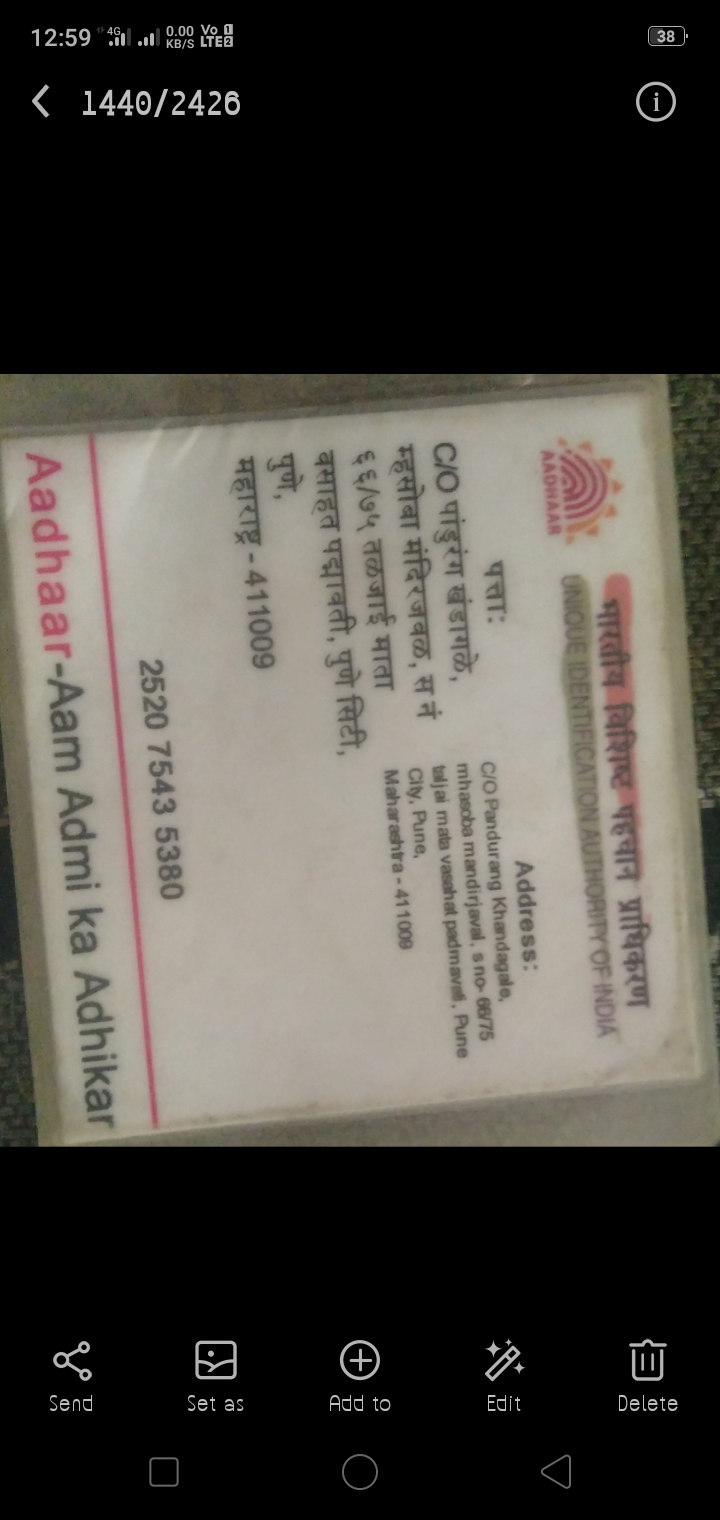 12:59 4G 0.00 KB/S Vo LTE 1 2 38
1440/2426
भारतीय विशिष्ट पहचान प्राधिकरण
UNIQUE IDENTIFICATION AUTHORITY OF INDIA
AADHAAR
पत्ता:
C/O पांडुरंग खंडागळे,
म्हसोबा मंदिरजवळ, स नं
६६/७५ तळजाई माता
वसाहत पद्मावती, पुणे सिटी,
पुणे,
महाराष्ट्र - 411009
Address:
C/O Pandurang Khandagale,
mhasoba mandirjaval, s no- 66/75
taljai mata vasahat padmavati, Pune
City, Pune,
Maharashtra - 411009
2520 7543 5380
Aadhaar-Aam Admi ka Adhikar
Send Set as Add to Edit Delete